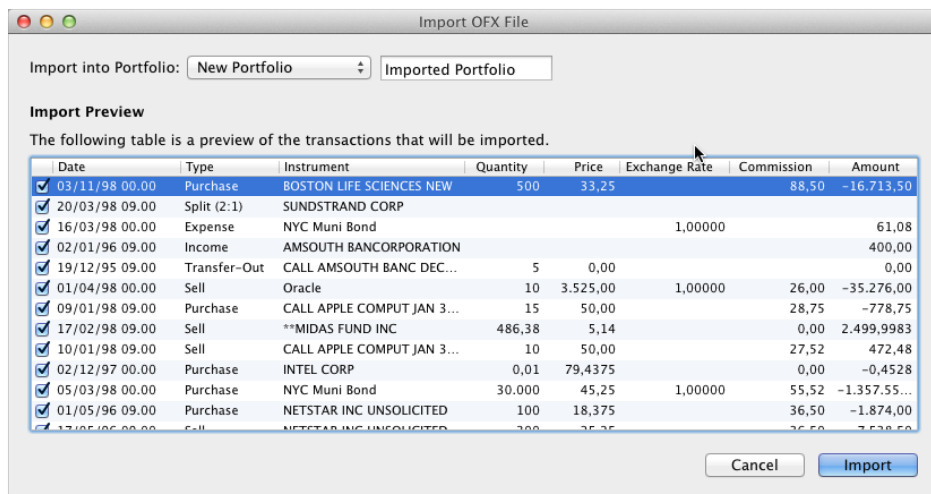 Import OFX File
Import into Portfolio: New Portfolio Imported Portfolio
Import Preview
The following table is a preview of the transactions that will be imported.
Date Type Instrument Quantity Price Exchange Rate Commission Amount
03/11/98 00.00 Purchase BOSTON LIFE SCIENCES NEW 500 33,25 88,50 -16.713,50
20/03/98 09.00 Split (2:1) SUNDSTRAND CORP
16/03/98 09.00 Expense NYC Muni Bond 1,00000 61,08
02/01/96 09.00 Income AMSOUTH BANCORPORATION 400,00
19/12/95 09.00 Transfer-Out CALL AMSOUTH BANC DEC... 5 0,00 0,00
01/04/98 00.00 Sell Oracle 10 3.525,00 1,00000 26,00 -35.276,00
09/01/98 09.00 Purchase CALL APPLE COMPUT JAN 3... 15 50,00 28,75 -778,75
17/02/98 09.00 Sell **MIDAS FUND INC 486,38 5,14 0,00 2.499,9983
10/01/98 09.00 Sell CALL APPLE COMPUT JAN 3... 10 50,00 27,52 472,48
02/12/97 00.00 Purchase INTEL CORP 0,01 79,4375 0,00 -0,4528
05/03/98 09.00 Purchase NYC Muni Bond 30.000 45,25 1,00000 55,52 -1.357.55...
01/05/96 09.00 Purchase NETSTAR INC UNSOLICITED 100 18,375 36,50 -1.874,00
Sell NETSTAR INC UNSOLICITED
Cancel Import